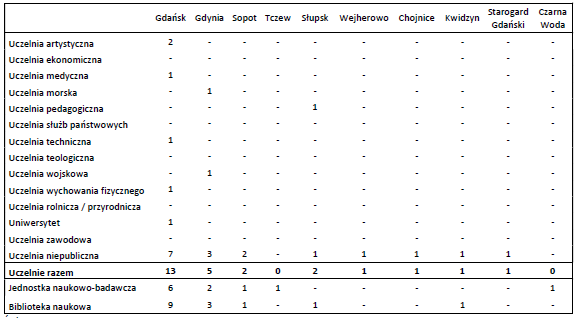 Gdańsk Gdynia Sopot Tczew Słupsk Wejherowo Chojnice Kwidzyn Starogard Gdański Czarna Woda
Uczelnia artystyczna 2 - - - - - - - - -
Uczelnia ekonomiczna - - - - - - - - - -
Uczelnia medyczna 1 - - - - - - - - -
Uczelnia morska - 1 - - - - - - - -
Uczelnia pedagogiczna - - - - 1 - - - - -
Uczelnia służb państwowych - - - - - - - - - -
Uczelnia techniczna 1 - - - - - - - - -
Uczelnia teologiczna - - - - - - - - - -
Uczelnia wojskowa - 1 - - - - - - - -
Uczelnia wychowania fizycznego 1 - - - - - - - - -
Uczelnia rolnicza / przyrodnicza - - - - - - - - - -
Uniwersytet 1 - - - - - - - - -
Uczelnia zawodowa - - - - - - - - - -
Uczelnia niepubliczna 7 3 2 - 1 1 1 1 1 -
Uczelnie razem 13 5 2 0 2 1 1 1 1 0
Jednostka naukowo-badawcza 6 2 1 1 - - - - - 1
Biblioteka naukowa 9 3 1 - 1 - - 1 - -